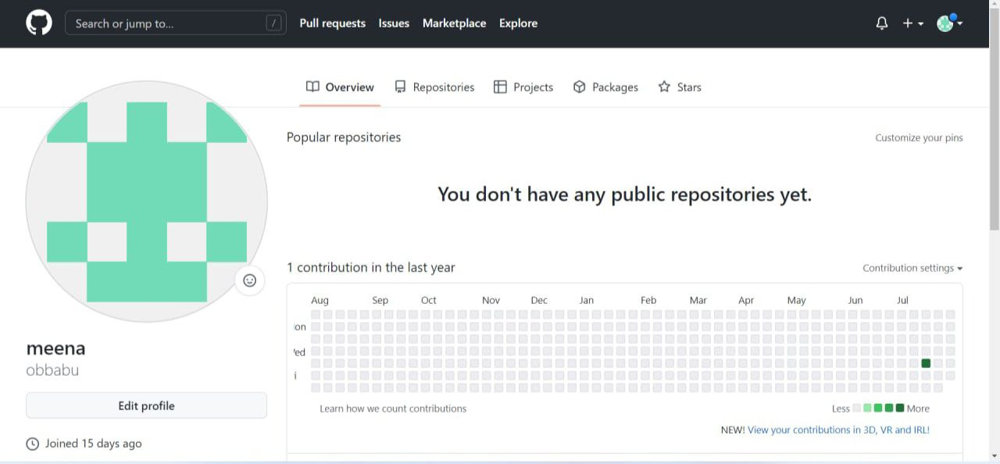 Search or jump to... /
Pull requests Issues Marketplace Explore
Overview Repositories Projects Packages Stars
Popular repositories Customize your pins
You don't have any public repositories yet.
1 contribution in the last year Contribution settings
Aug Sep Oct Nov Dec Jan Feb Mar Apr May Jun Jul
on
ed
i
Learn how we count contributions Less More
NEW! View your contributions in 3D, VR and IRL!
meena
obbabu
Edit profile
Joined 15 days ago